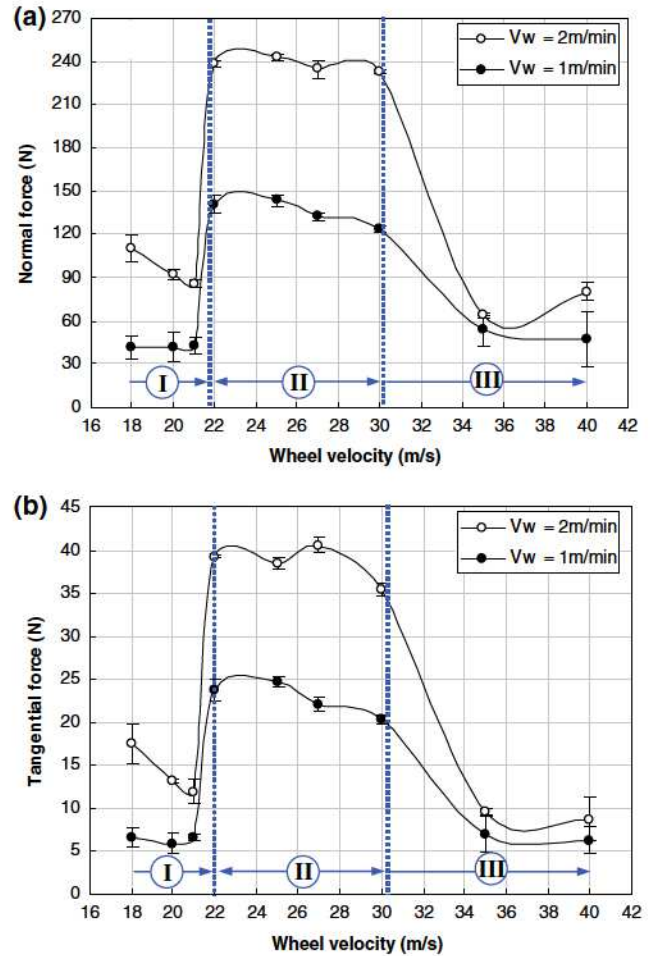 (a)
270
240
210
180
150
120
90
60
30
0
Normal force (N)
Vw = 2m/min
Vw = 1m/min
I
II
III
16 18 20 22 24 26 28 30 32 34 36 38 40 42
Wheel velocity (m/s)
(b)
45
40
35
30
25
20
15
10
5
0
Tangential force (N)
Vw = 2m/min
Vw = 1m/min
I
II
III
16 18 20 22 24 26 28 30 32 34 36 38 40 42
Wheel velocity (m/s)